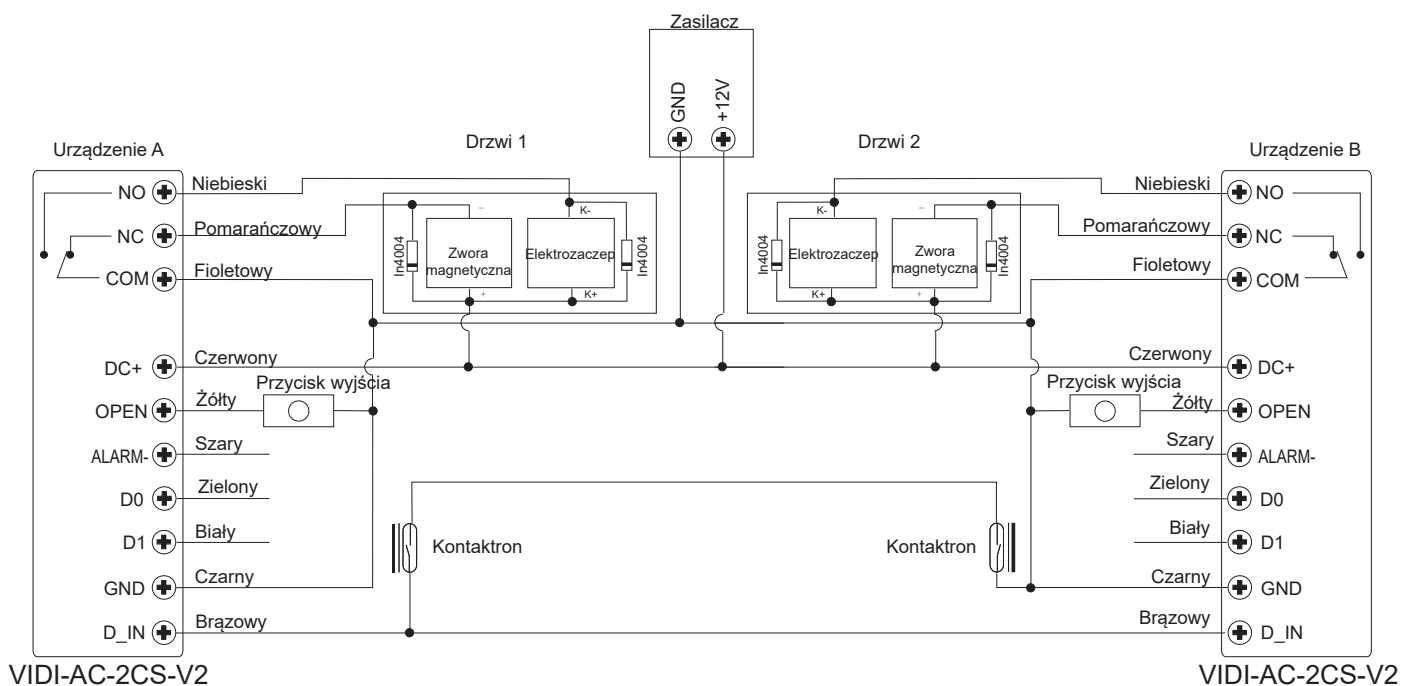 Zasilacz
GND
+12V
Urządzenie A
Drzwi 1
Drzwi 2
Urządzenie B
NO
Niebieski
NC
Pomarańczowy
COM
Fioletowy
DC+
Czerwony
OPEN
Żółty
Przycisk wyjścia
ALARM-
Szary
D0
Zielony
D1
Biały
GND
Czarny
D_IN
Brązowy
In4004
–
Zwora
magnetyczna
+
K-
Elektrozaczep
K+
In4004
In4004
K-
Elektrozaczep
K+
–
Zwora
magnetyczna
+
In4004
Kontaktron
Kontaktron
Niebieski
NO
Pomarańczowy
NC
Fioletowy
COM
Czerwony
DC+
Przycisk wyjścia
Żółty
OPEN
Szary
ALARM-
Zielony
D0
Biały
D1
Czarny
GND
Brązowy
D_IN
VIDI-AC-2CS-V2
VIDI-AC-2CS-V2